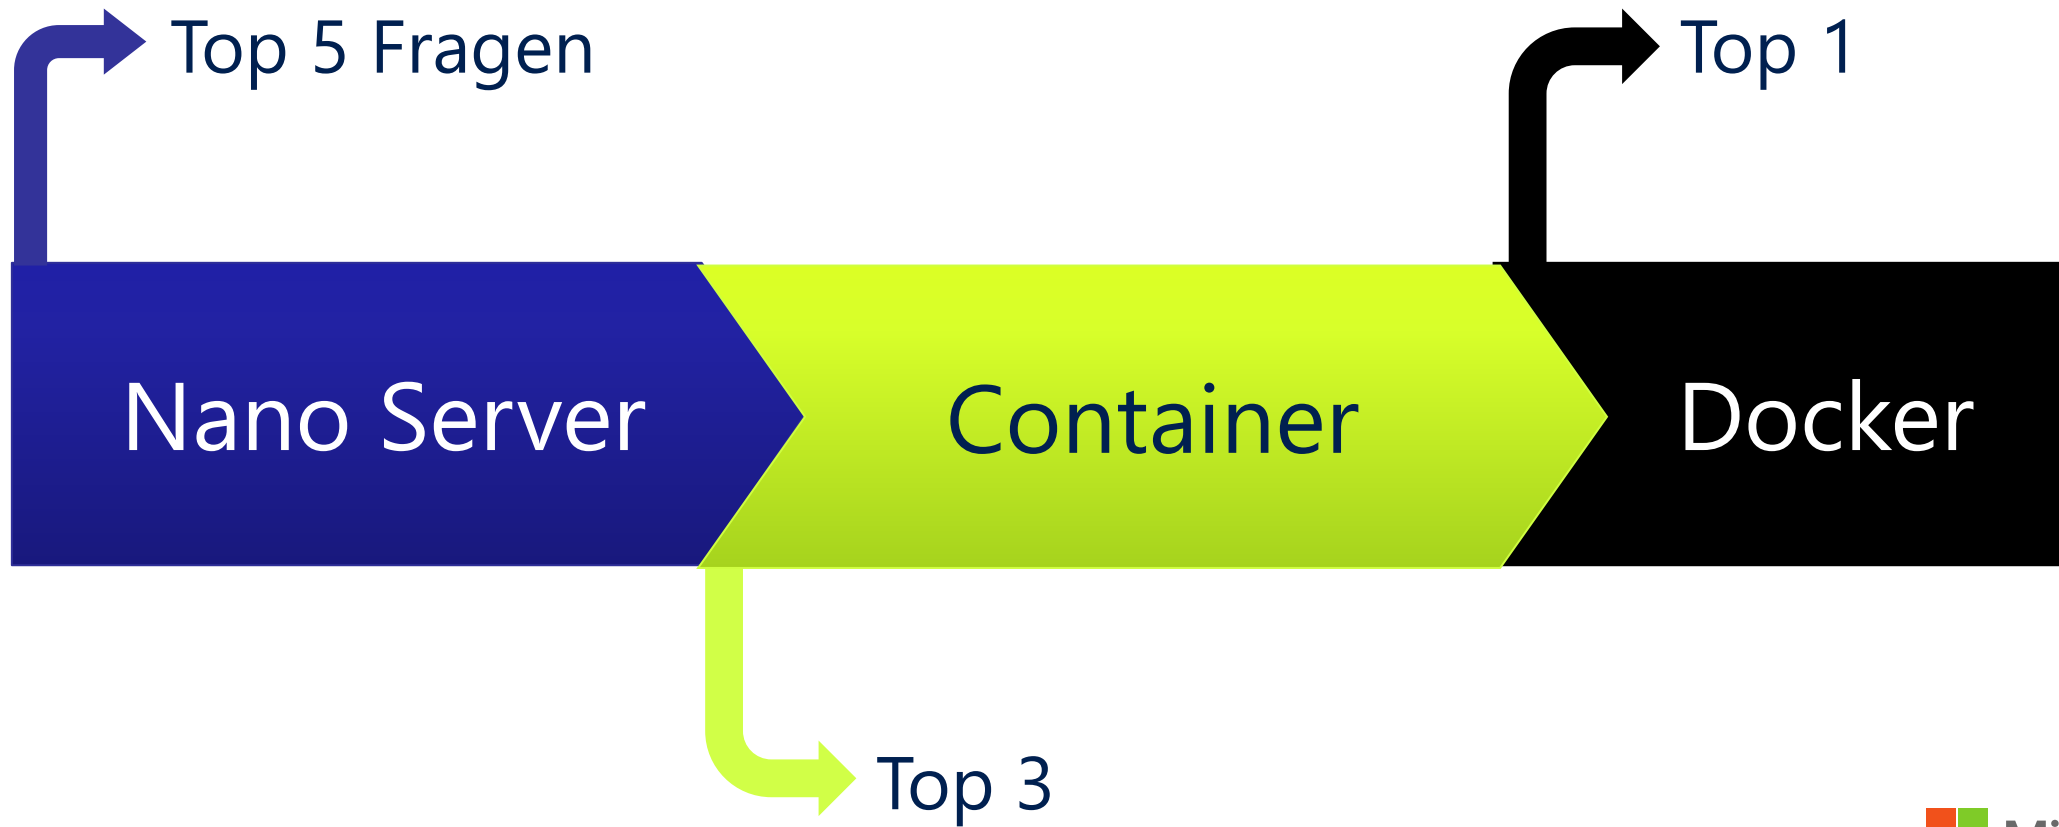 Top 5 Fragen
Top 1
Nano Server
Container
Docker
Top 3